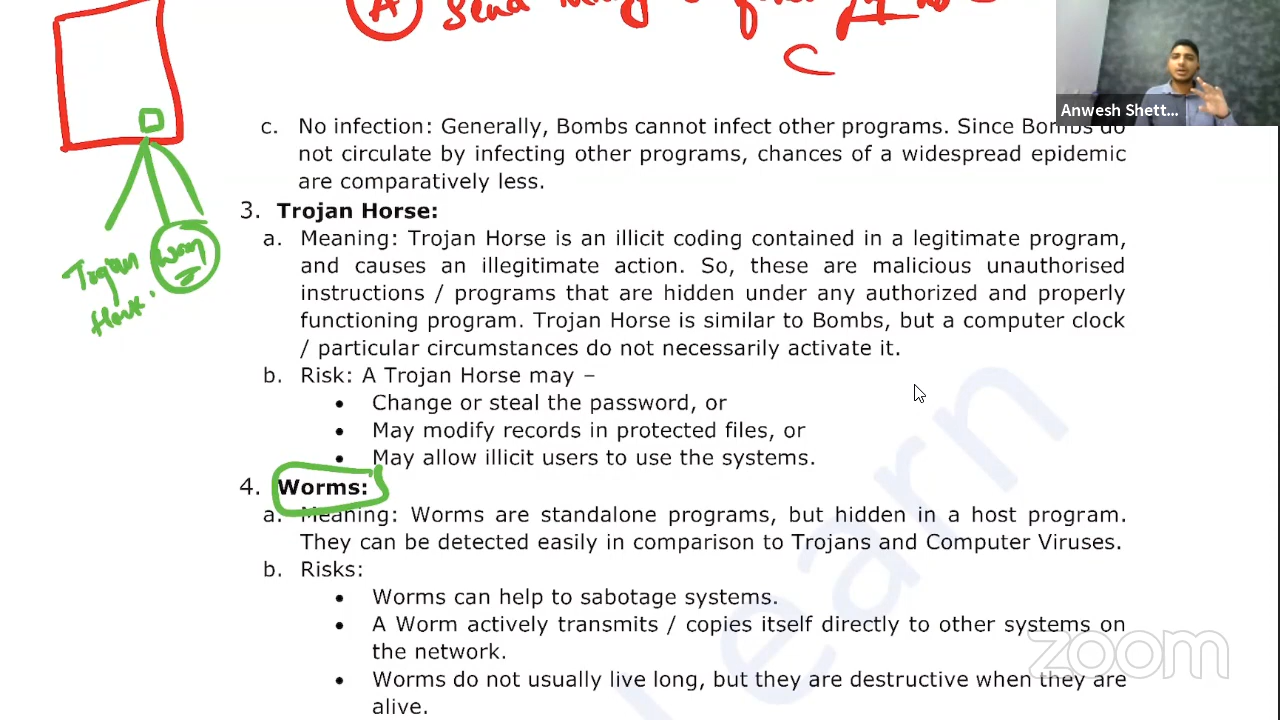 A Send
C
Anwesh Shett...
c. No infection: Generally, Bombs cannot infect other programs. Since Bombs do
not circulate by infecting other programs, chances of a widespread epidemic
are comparatively less.
3. Trojan Horse:
a. Meaning: Trojan Horse is an illicit coding contained in a legitimate program,
and causes an illegitimate action. So, these are malicious unauthorised
instructions / programs that are hidden under any authorized and properly
functioning program. Trojan Horse is similar to Bombs, but a computer clock
/ particular circumstances do not necessarily activate it.
b. Risk: A Trojan Horse may –
• Change or steal the password, or
• May modify records in protected files, or
• May allow illicit users to use the systems.
Trojan
Worm
4. Worms:
a. Meaning: Worms are standalone programs, but hidden in a host program.
They can be detected easily in comparison to Trojans and Computer Viruses.
b. Risks:
• Worms can help to sabotage systems.
• A Worm actively transmits / copies itself directly to other systems on
the network.
• Worms do not usually live long, but they are destructive when they are
alive.
learn
zoom